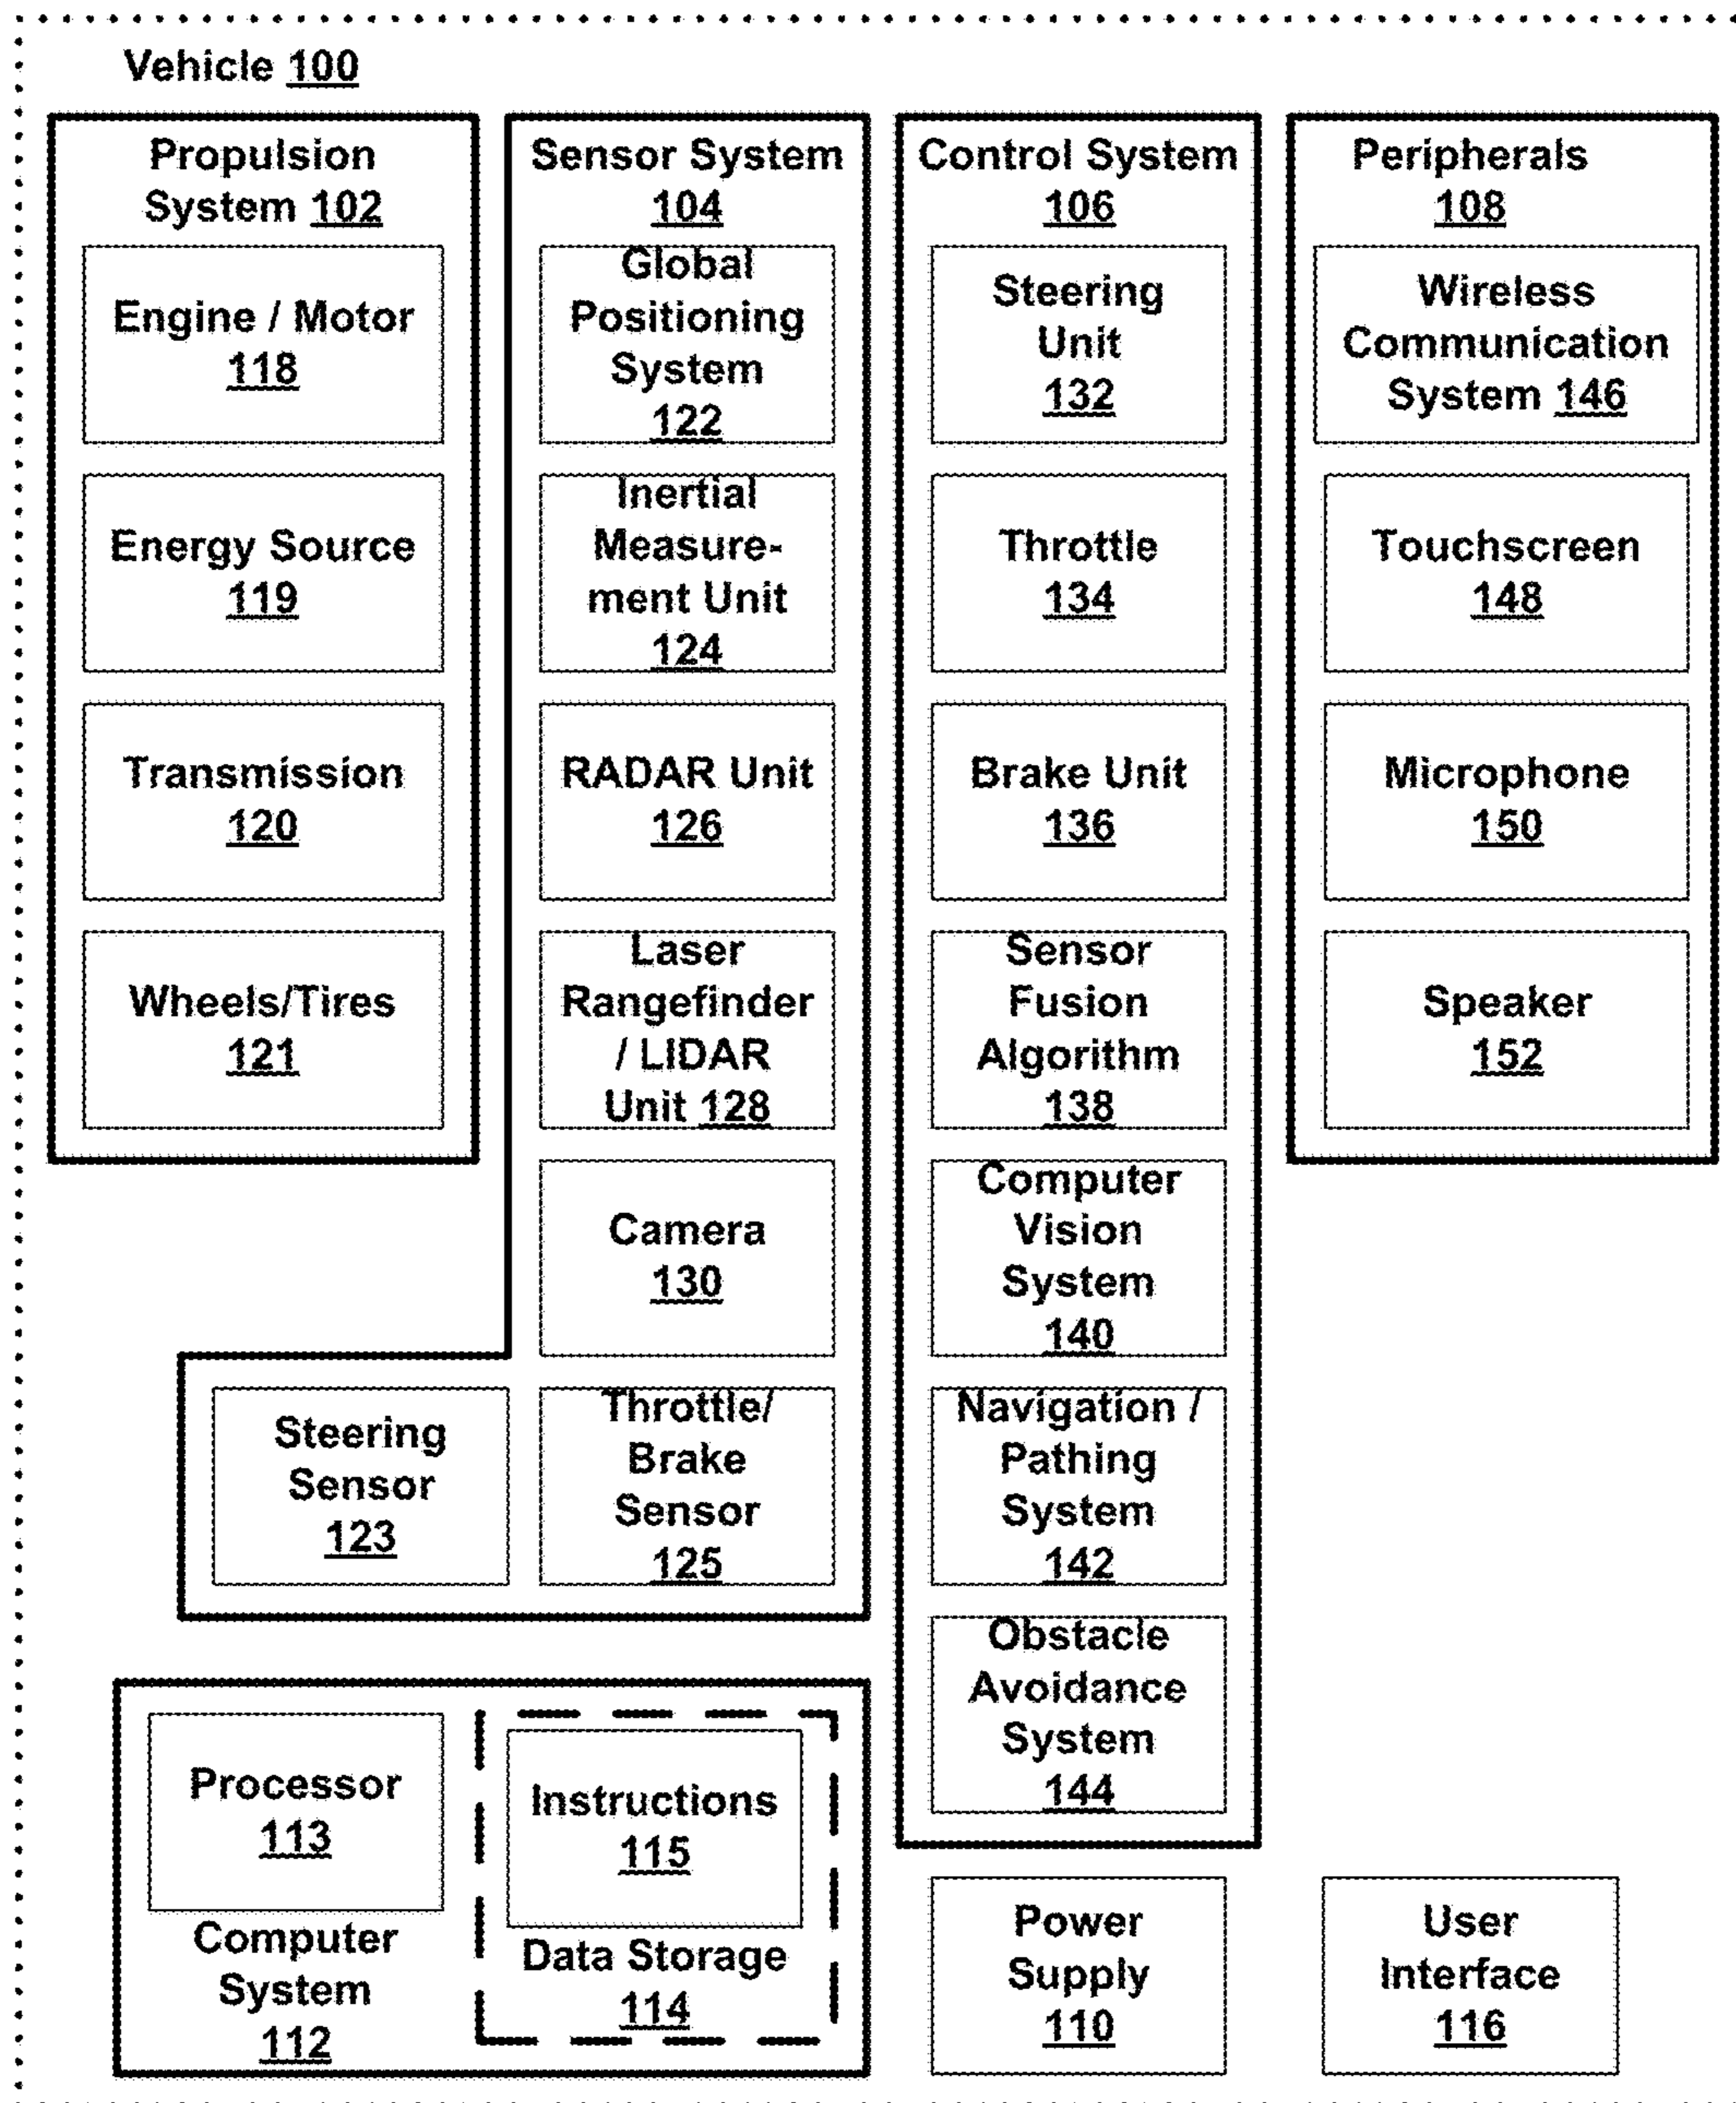 Vehicle 100
Propulsion
System 102
Engine / Motor
118
Energy Source
119
Transmission
120
Wheels/Tires
121
Sensor System
104
Global
Positioning
System
122
Inertial
Measure-
ment Unit
124
RADAR Unit
126
Laser
Rangefinder
/ LIDAR
Unit 128
Camera
130
Steering
Sensor
123
Throttle/
Brake
Sensor
125
Control System
106
Steering
Unit
132
Throttle
134
Brake Unit
136
Sensor
Fusion
Algorithm
138
Computer
Vision
System
140
Navigation /
Pathing
System
142
Obstacle
Avoidance
System
144
Peripherals
108
Wireless
Communication
System 146
Touchscreen
148
Microphone
150
Speaker
152
Processor
113
Computer
System
112
Instructions
115
Data Storage
114
Power
Supply
110
User
Interface
116